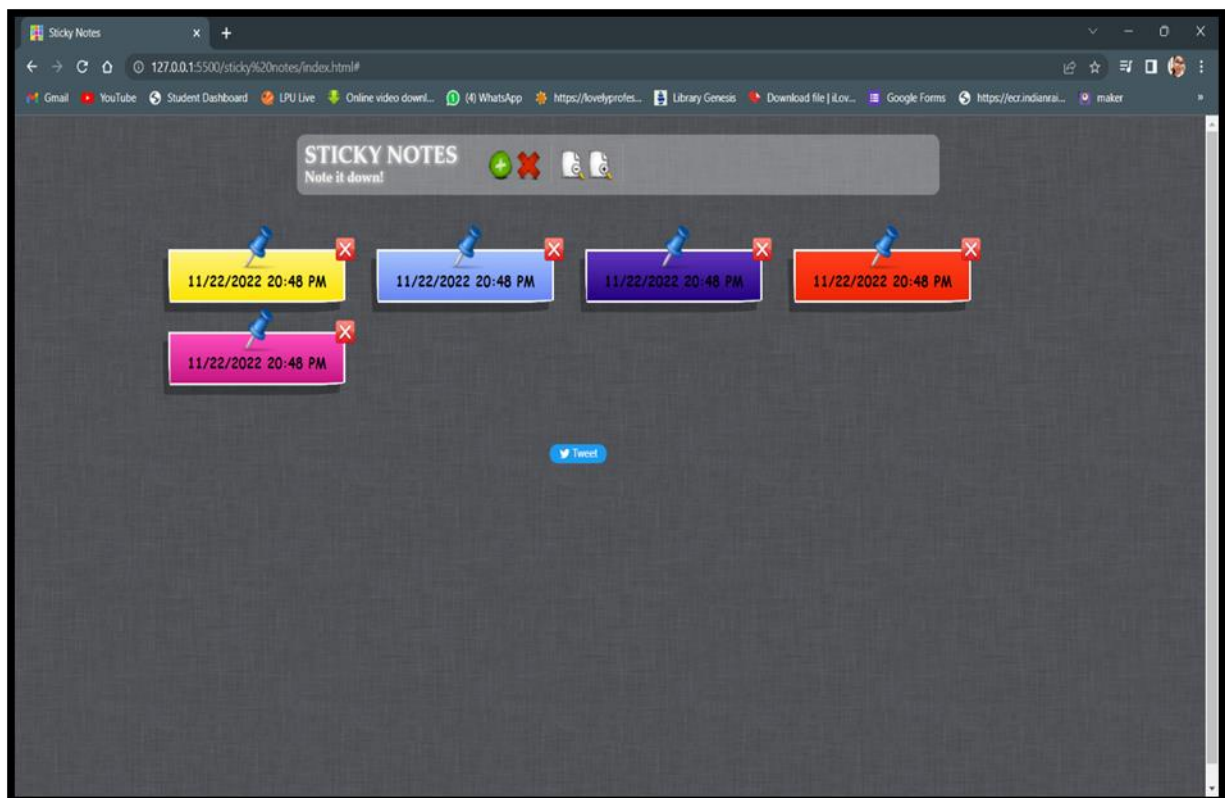 Sticky Notes
127.0.0.1:5500/sticky%20notes/index.html#
Gmail YouTube Student Dashboard LPU Live Online video downl... (4) WhatsApp https://lovelyprofes... Library Genesis Download file | iLov... Google Forms https://ecr.indianrai... maker »
STICKY NOTES
Note it down!
11/22/2022 20:48 PM 11/22/2022 20:48 PM 11/22/2022 20:48 PM 11/22/2022 20:48 PM
11/22/2022 20:48 PM
Tweet